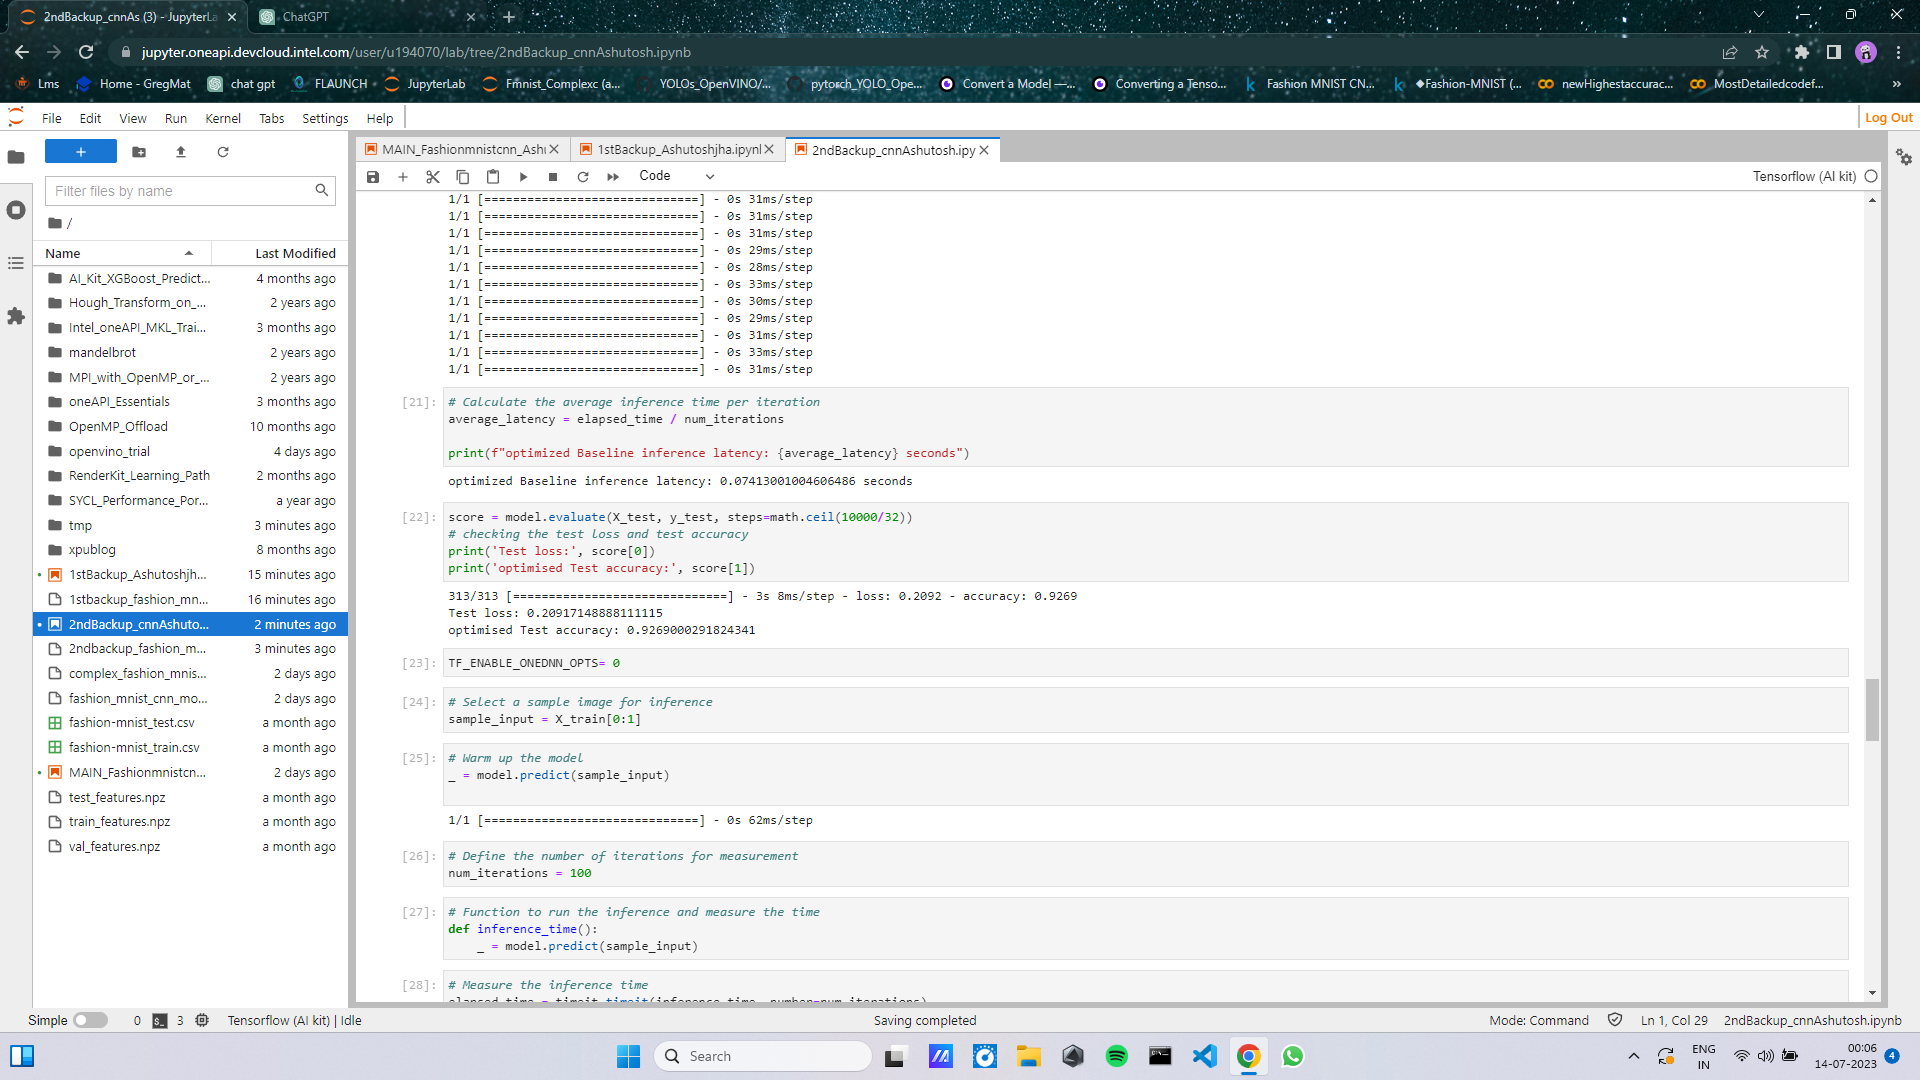 2ndBackup_cnnAs (3) - JupyterLa
ChatGPT
jupyter.oneapi.devcloud.intel.com/user/u194070/lab/tree/2ndBackup_cnnAshutosh.ipynb
Lms
Home - GregMat
chat gpt
FLAUNCH
JupyterLab
Fmnist_Complexc (a...
YOLOs_OpenVINO/...
pytorch_YOLO_Ope...
Convert a Model —...
Converting a Tenso...
Fashion MNIST CN...
◆Fashion-MNIST (...
newHighestaccurac...
MostDetailedcodef...
»
File Edit View Run Kernel Tabs Settings Help
Log Out
Filter files by name
/
Name Last Modified
AI_Kit_XGBoost_Predict... 4 months ago
Hough_Transform_on_... 2 years ago
Intel_oneAPI_MKL_Trai... 3 months ago
mandelbrot 2 years ago
MPI_with_OpenMP_or_... 2 years ago
oneAPI_Essentials 3 months ago
OpenMP_Offload 10 months ago
openvino_trial 4 days ago
RenderKit_Learning_Path 2 months ago
SYCL_Performance_Por... a year ago
tmp 3 minutes ago
xpublog 8 months ago
1stBackup_Ashutoshjh... 15 minutes ago
1stbackup_fashion_mn... 16 minutes ago
2ndBackup_cnnAshuto... 2 minutes ago
2ndbackup_fashion_m... 3 minutes ago
complex_fashion_mnis... 2 days ago
fashion_mnist_cnn_mo... 2 days ago
fashion-mnist_test.csv a month ago
fashion-mnist_train.csv a month ago
MAIN_Fashionmnistcn... 2 days ago
test_features.npz a month ago
train_features.npz a month ago
val_features.npz a month ago
MAIN_Fashionmnistcnn_Ashu
1stBackup_Ashutoshjha.ipynl
2ndBackup_cnnAshutosh.ipy
Code
Tensorflow (AI kit)
1/1 [==============================] - 0s 31ms/step
1/1 [==============================] - 0s 31ms/step
1/1 [==============================] - 0s 31ms/step
1/1 [==============================] - 0s 29ms/step
1/1 [==============================] - 0s 28ms/step
1/1 [==============================] - 0s 33ms/step
1/1 [==============================] - 0s 30ms/step
1/1 [==============================] - 0s 29ms/step
1/1 [==============================] - 0s 31ms/step
1/1 [==============================] - 0s 33ms/step
1/1 [==============================] - 0s 31ms/step
[21]: # Calculate the average inference time per iteration
average_latency = elapsed_time / num_iterations
print(f"optimized Baseline inference latency: {average_latency} seconds")
optimized Baseline inference latency: 0.07413001004606486 seconds
[22]: score = model.evaluate(X_test, y_test, steps=math.ceil(10000/32))
# checking the test loss and test accuracy
print('Test loss:', score[0])
print('optimised Test accuracy:', score[1])
313/313 [==============================] - 3s 8ms/step - loss: 0.2092 - accuracy: 0.9269
Test loss: 0.20917148888111115
optimised Test accuracy: 0.9269000291824341
[23]: TF_ENABLE_ONEDNN_OPTS= 0
[24]: # Select a sample image for inference
sample_input = X_train[0:1]
[25]: # Warm up the model
_ = model.predict(sample_input)
1/1 [==============================] - 0s 62ms/step
[26]: # Define the number of iterations for measurement
num_iterations = 100
[27]: # Function to run the inference and measure the time
def inference_time():
_ = model.predict(sample_input)
[28]: # Measure the inference time
elapsed_time = timeit.timeit(inference_time, number=num_iterations)
Simple 0 3 Tensorflow (AI kit) | Idle
Saving completed
Mode: Command Ln 1, Col 29 2ndBackup_cnnAshutosh.ipynb
Search
ENG
IN
00:06
14-07-2023
4